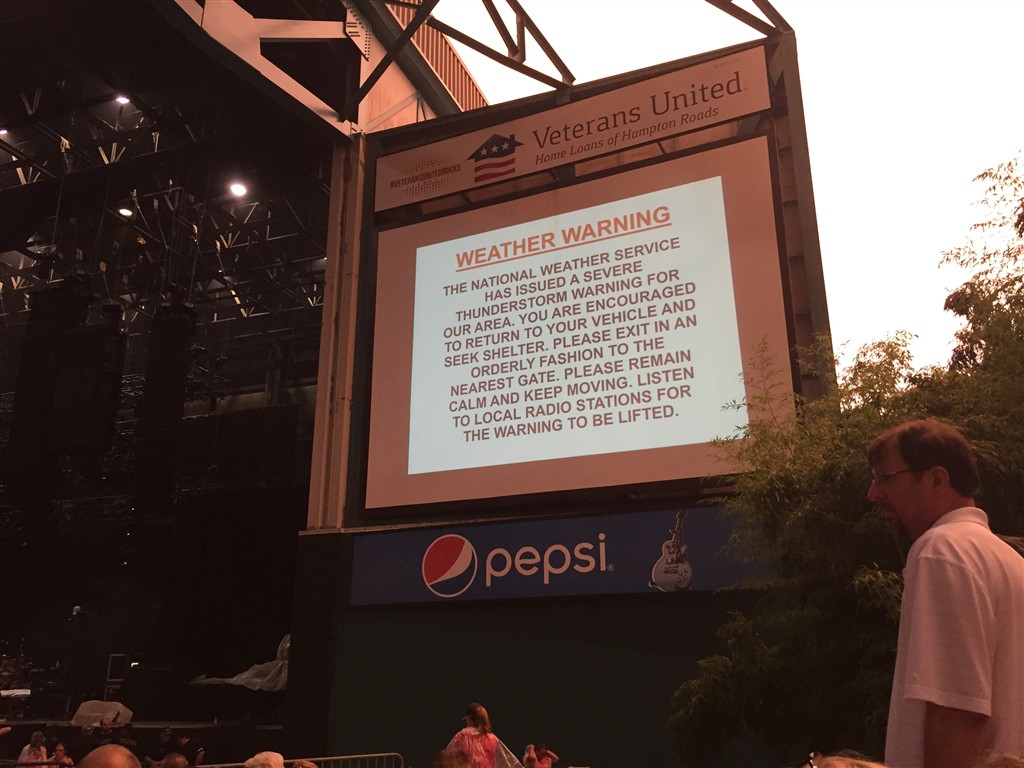 Veterans United
Home Loans of Hampton Roads
#VETERANSUNITEDROCKS
WEATHER WARNING
THE NATIONAL WEATHER SERVICE
HAS ISSUED A SEVERE
THUNDERSTORM WARNING FOR
OUR AREA. YOU ARE ENCOURAGED
TO RETURN TO YOUR VEHICLE AND
SEEK SHELTER. PLEASE EXIT IN AN
ORDERLY FASHION TO THE
NEAREST GATE. PLEASE REMAIN
CALM AND KEEP MOVING. LISTEN
TO LOCAL RADIO STATIONS FOR
THE WARNING TO BE LIFTED.
pepsi